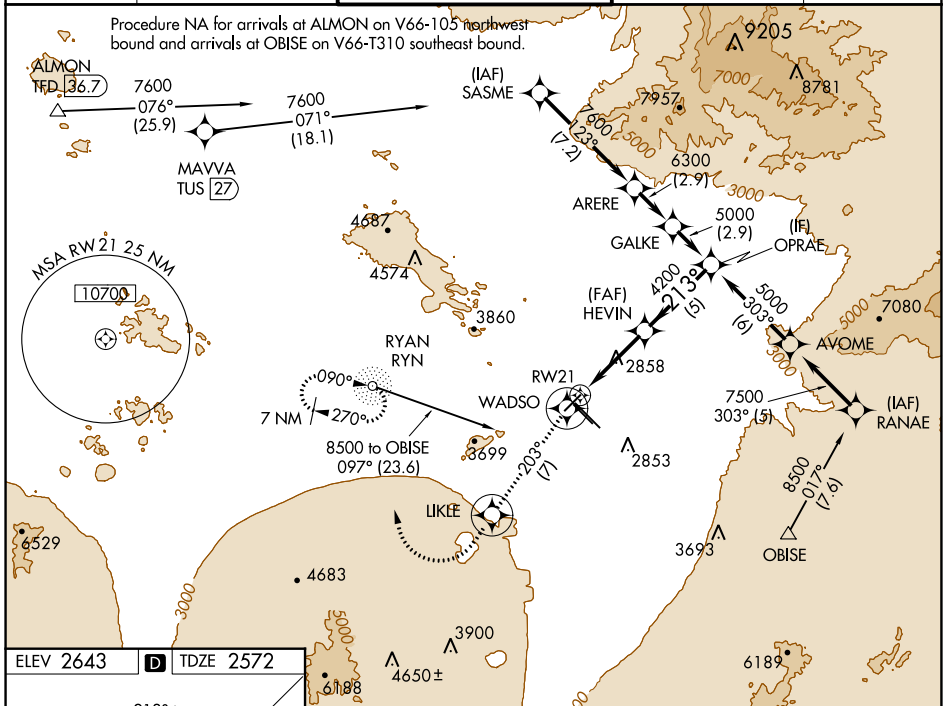 Procedure NA for arrivals at ALMON on V66-105 northwest
bound and arrivals at OBISE on V66-T310 southeast bound.
ALMON
TFD 36.7
7600
076°
(25.9)
7600
071°
(18.1)
MAVVA
TUS 27
(IAF)
SASME
7600
123°
(7.2)
9205
7000
8781
7957
5000
6300
(2.9)
3000
ARERE
5000
(2.9)
GALKE
(IF)
OPRAE
MSA RW21 25 NM
10700
4687
4574
3860
4200
213°
(5)
(FAF)
HEVIN
5000
303°
(6)
5000
7080
AVOME
3000
2858
RYAN
RYN
090°
270°
7 NM
RW21
WADSO
7500
303° (5)
(IAF)
RANAE
8500 to OBISE
097° (23.6)
3699
2853
203°
(7)
8500
017°
(7.6)
LIKLE
3693
OBISE
6529
4683
3000
5000
3900
4650±
6188
6189
3000
ELEV 2643
D
TDZE 2572